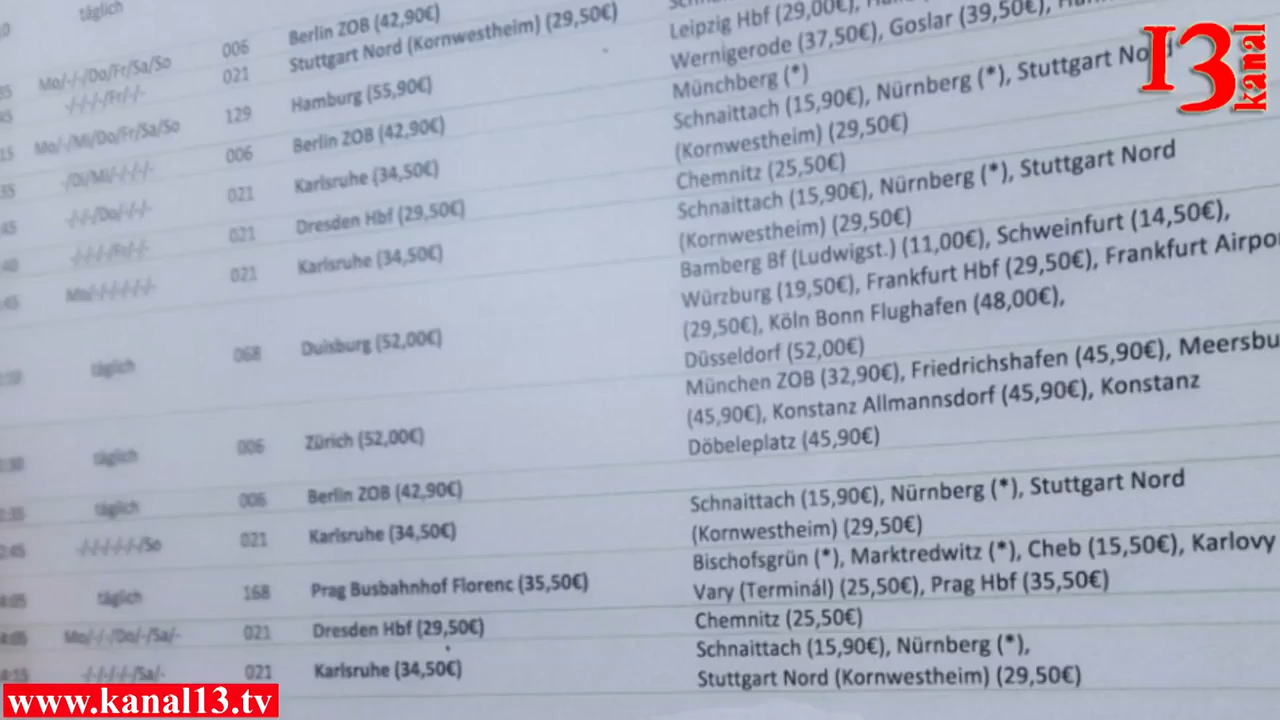 täglich
Mo/-/-/Do/Fr/Sa/So 006 Berlin ZOB (42,90€) Leipzig Hbf (29,00€),
-/-/-/-/Fr/-/- 021 Stuttgart Nord (Kornwestheim) (29,50€) Wernigerode (37,50€), Goslar (39,50€),
Mo/-/Mi/Do/Fr/Sa/So 129 Hamburg (55,90€) Münchberg (*)
-/Di/Mi/-/-/-/- 006 Berlin ZOB (42,90€) Schnaittach (15,90€), Nürnberg (*), Stuttgart Nord
(Kornwestheim) (29,50€)
-/-/-/Do/-/-/- 021 Karlsruhe (34,50€) Chemnitz (25,50€)
-/-/-/-/Fr/-/- 021 Dresden Hbf (29,50€) Schnaittach (15,90€), Nürnberg (*), Stuttgart Nord
(Kornwestheim) (29,50€)
Mo/-/-/-/-/-/- 021 Karlsruhe (34,50€) Bamberg Bf (Ludwigst.) (11,00€), Schweinfurt (14,50€),
Würzburg (19,50€), Frankfurt Hbf (29,50€), Frankfurt Airpor
täglich 068 Duisburg (52,00€) (29,50€), Köln Bonn Flughafen (48,00€),
Düsseldorf (52,00€)
München ZOB (32,90€), Friedrichshafen (45,90€), Meersbu
täglich 006 Zürich (52,00€) (45,90€), Konstanz Allmannsdorf (45,90€), Konstanz
Döbeleplatz (45,90€)
täglich 006 Berlin ZOB (42,90€)
Schnaittach (15,90€), Nürnberg (*), Stuttgart Nord
-/-/-/-/-/-/So 021 Karlsruhe (34,50€) (Kornwestheim) (29,50€)
Bischofsgrün (*), Marktredwitz (*), Cheb (15,50€), Karlovy
täglich 168 Prag Busbahnhof Florenc (35,50€) Vary (Terminál) (25,50€), Prag Hbf (35,50€)
Mo/-/-/Do/-/Sa/- 021 Dresden Hbf (29,50€) Chemnitz (25,50€)
-/-/-/-/-/Sa/- 021 Karlsruhe (34,50€) Schnaittach (15,90€), Nürnberg (*),
Stuttgart Nord (Kornwestheim) (29,50€)
13 kanal
www.kanal13.tv